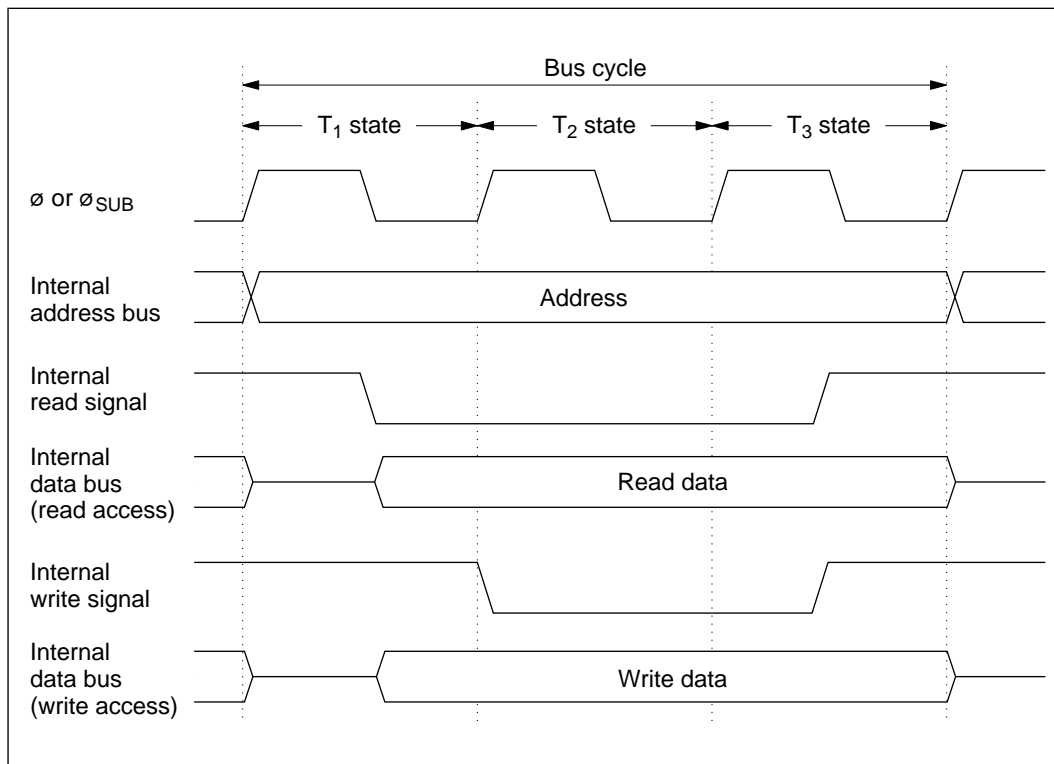 Bus cycle
T1 state
T2 state
T3 state
ø or øSUB
Internal
address bus
Address
Internal
read signal
Internal
data bus
(read access)
Read data
Internal
write signal
Internal
data bus
(write access)
Write data